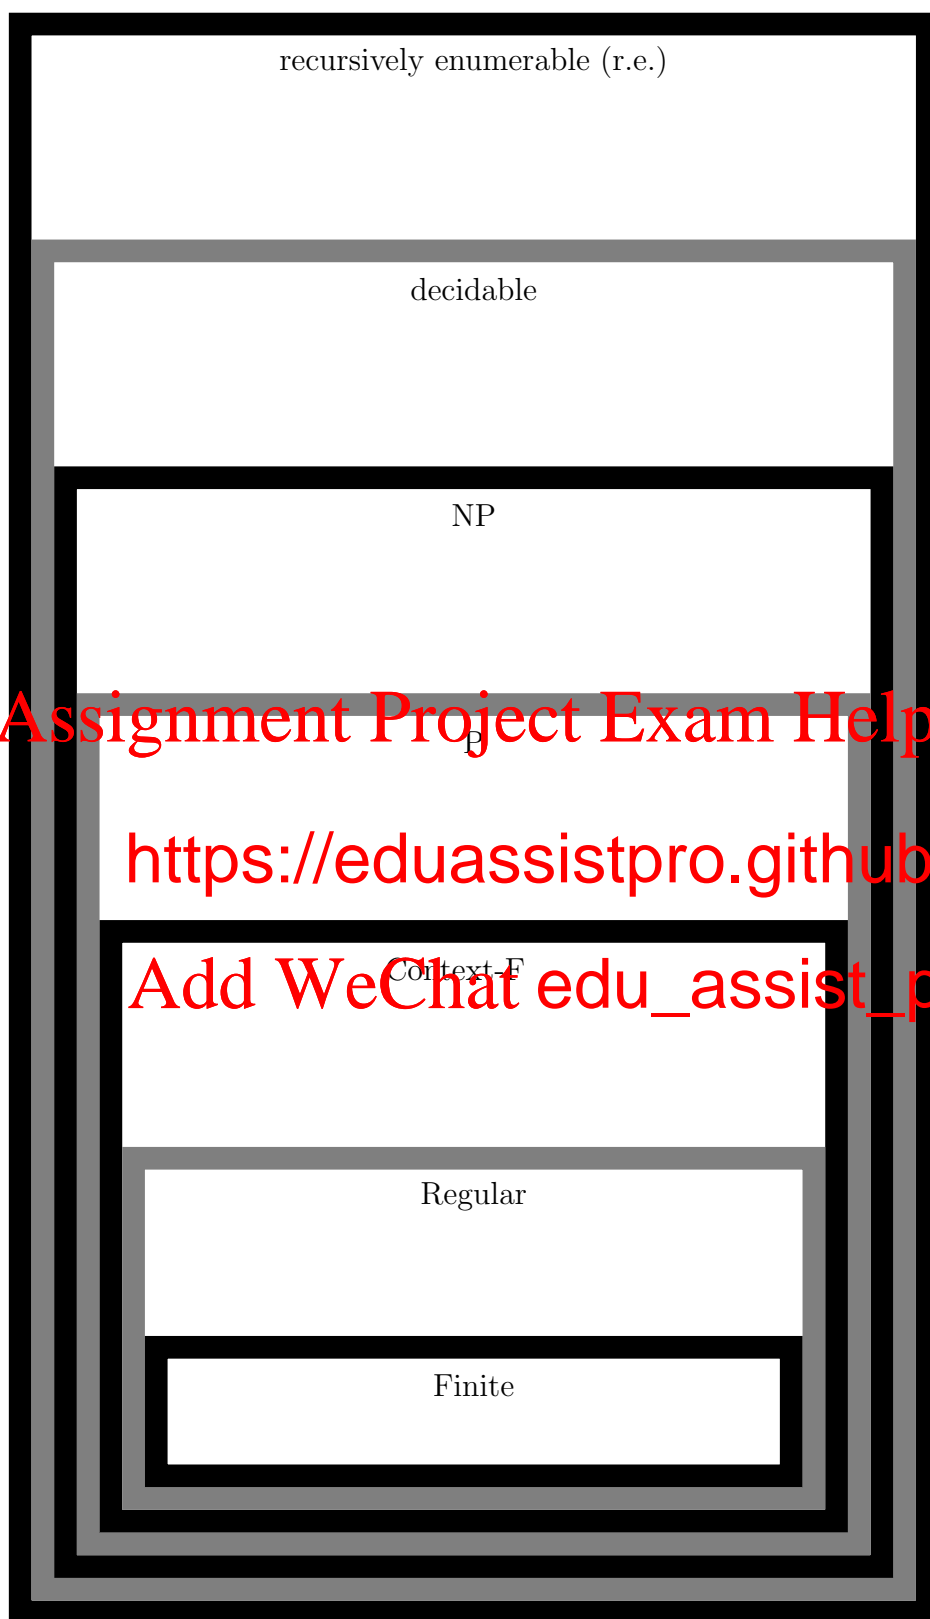 recursively enumerable (r.e.)
decidable
NP
Assignment Project Exam Help
P
https://eduassistpro.github
Context-F
Add WeChat edu_assist_p
Regular
Finite